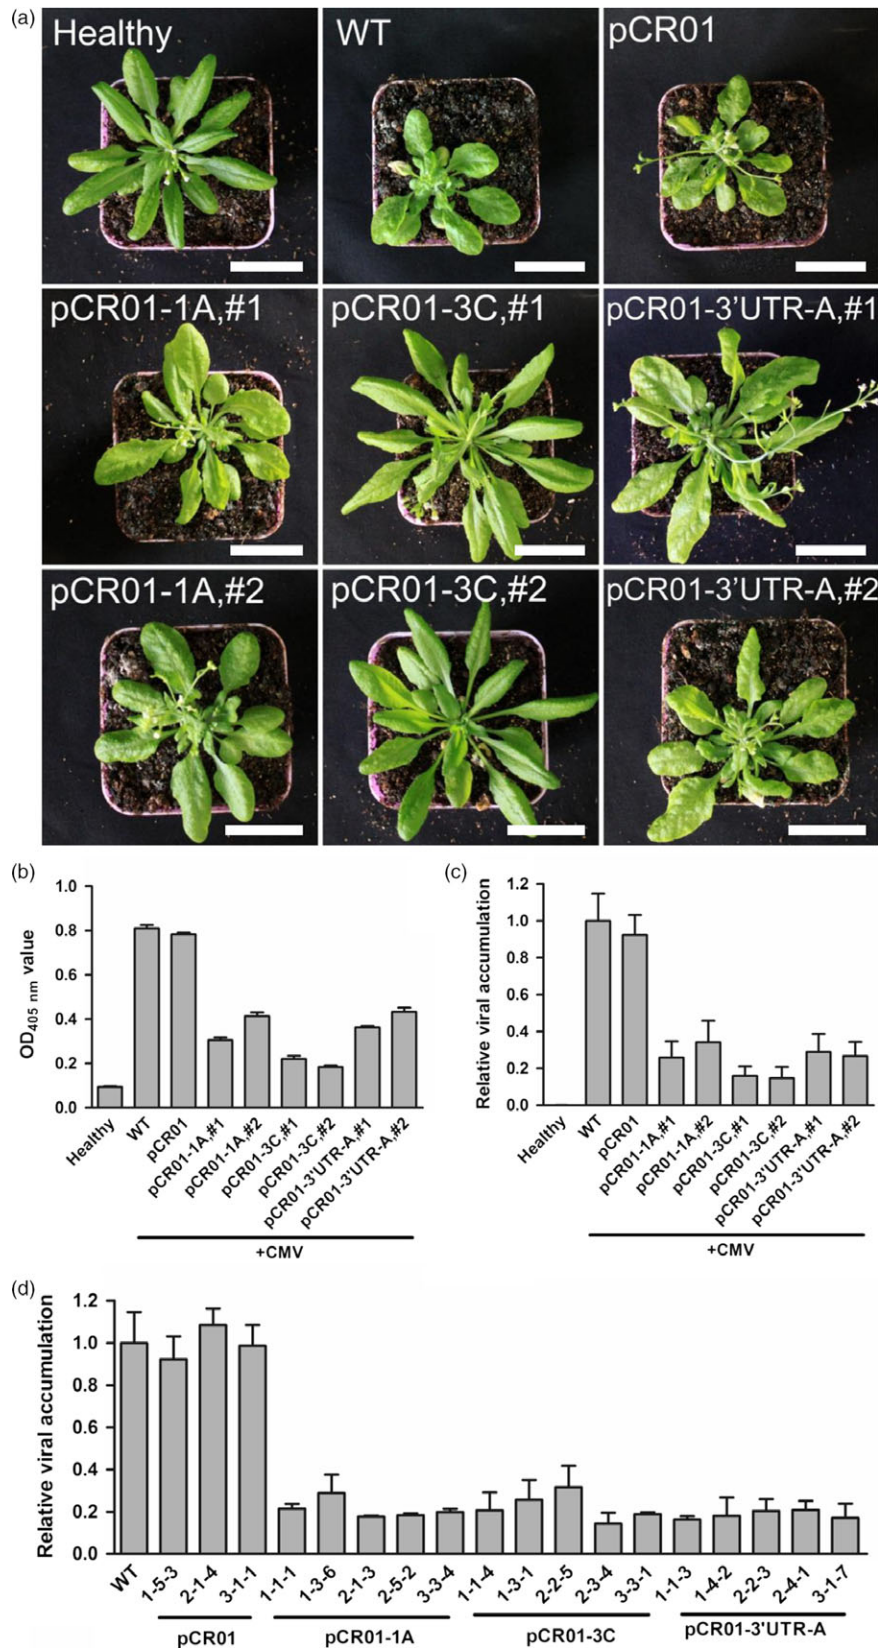 (a)
Healthy
WT
pCR01
pCR01-1A,#1
pCR01-3C,#1
pCR01-3'UTR-A,#1
pCR01-1A,#2
pCR01-3C,#2
pCR01-3'UTR-A,#2
(b)
OD405 nm value
1.0
0.8
0.6
0.4
0.2
0.0
Healthy
WT
pCR01
pCR01-1A,#1
pCR01-1A,#2
pCR01-3C,#1
pCR01-3C,#2
pCR01-3'UTR-A,#1
pCR01-3'UTR-A,#2
+CMV
(c)
Relative viral accumulation
1.2
1.0
0.8
0.6
0.4
0.2
0.0
Healthy
WT
pCR01
pCR01-1A,#1
pCR01-1A,#2
pCR01-3C,#1
pCR01-3C,#2
pCR01-3'UTR-A,#1
pCR01-3'UTR-A,#2
+CMV
(d)
Relative viral accumulation
1.2
1.0
0.8
0.6
0.4
0.2
0.0
WT
1-5-3
2-1-4
3-1-1
1-1-1
1-3-6
2-1-3
2-5-2
3-3-4
1-1-4
1-3-1
2-2-5
2-3-4
3-3-1
1-1-3
1-4-2
2-2-3
2-4-1
3-1-7
pCR01
pCR01-1A
pCR01-3C
pCR01-3'UTR-A